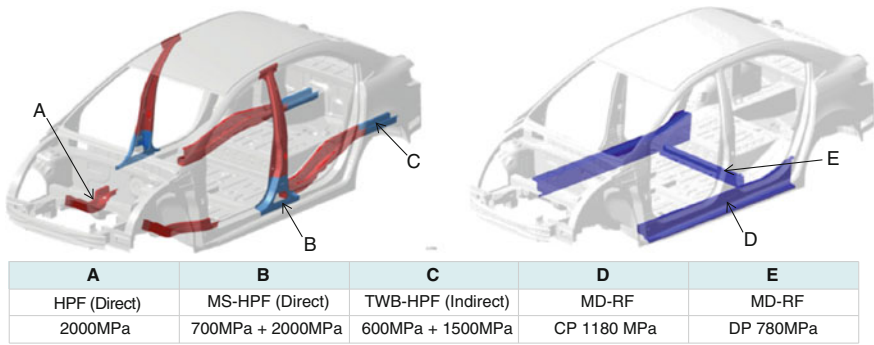 A
B
C
D
E
A B C D E
HPF (Direct) MS-HPF (Direct) TWB-HPF (Indirect) MD-RF MD-RF
2000MPa 700MPa + 2000MPa 600MPa + 1500MPa CP 1180 MPa DP 780MPa